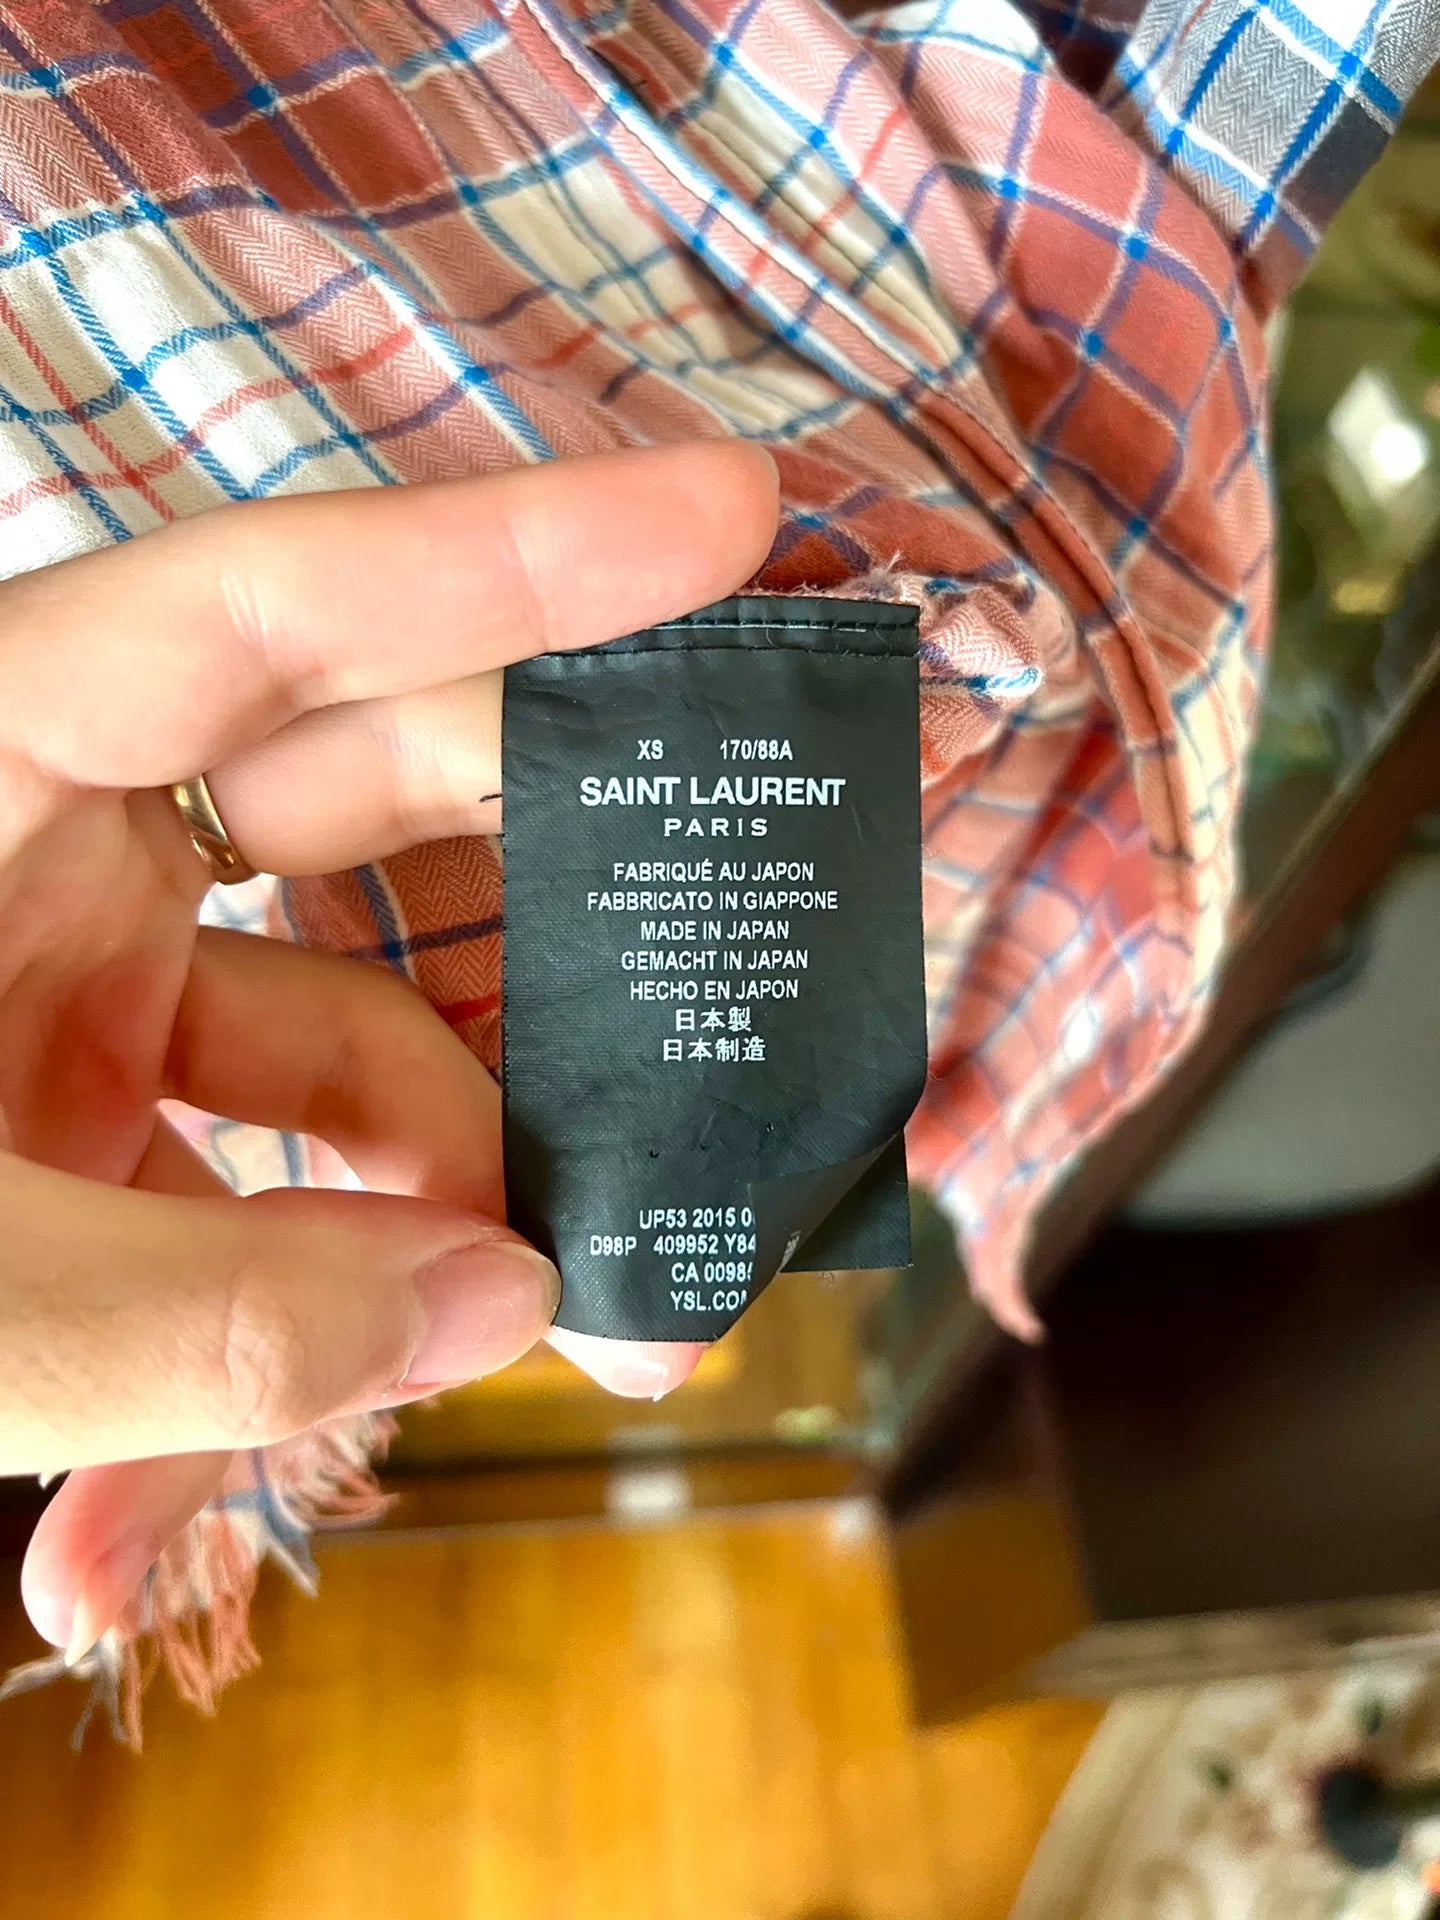 XS 170/88A
SAINT LAURENT
PARIS
FABRIQUÉ AU JAPON
FABBRICATO IN GIAPPONE
MADE IN JAPAN
GEMACHT IN JAPAN
HECHO EN JAPON
日本製
日本制造
UP53 2015
D98P 409952
CA